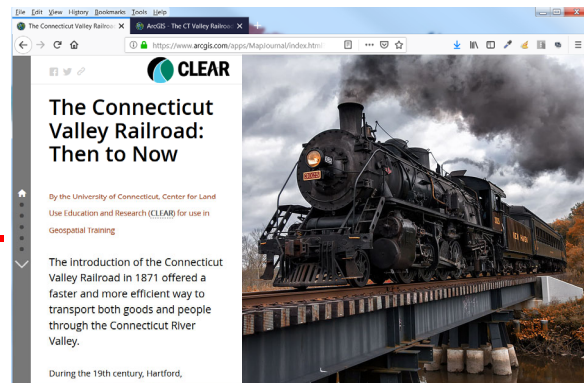 File Edit View History Bookmarks Tools Help
The Connecticut Valley Railroa
ArcGIS - The CT Valley Railroad
https://www.arcgis.com/apps/MapJournal/index.html
CLEAR
The Connecticut
Valley Railroad:
Then to Now
By the University of Connecticut, Center for Land
Use Education and Research (CLEAR) for use in
Geospatial Training
The introduction of the Connecticut
Valley Railroad in 1871 offered a
faster and more efficient way to
transport both goods and people
through the Connecticut River
Valley.
During the 19th century, Hartford,
3025
NEW HAVEN